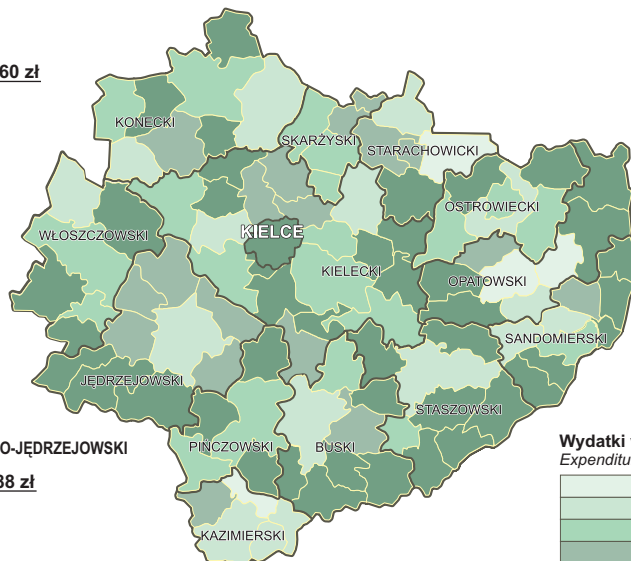 60 zł
KONECKI
SKARŻYSKI
STARACHOWICKI
OSTROWIECKI
WŁOSZCZOWSKI
KIELCE
KIELECKI
OPATOWSKI
SANDOMIERSKI
JĘDRZEJOWSKI
STASZOWSKI
O-JĘDRZEJOWSKI
PIŃCZOWSKI
BUSKI
38 zł
Wydatki
Expenditu
KAZIMIERSKI